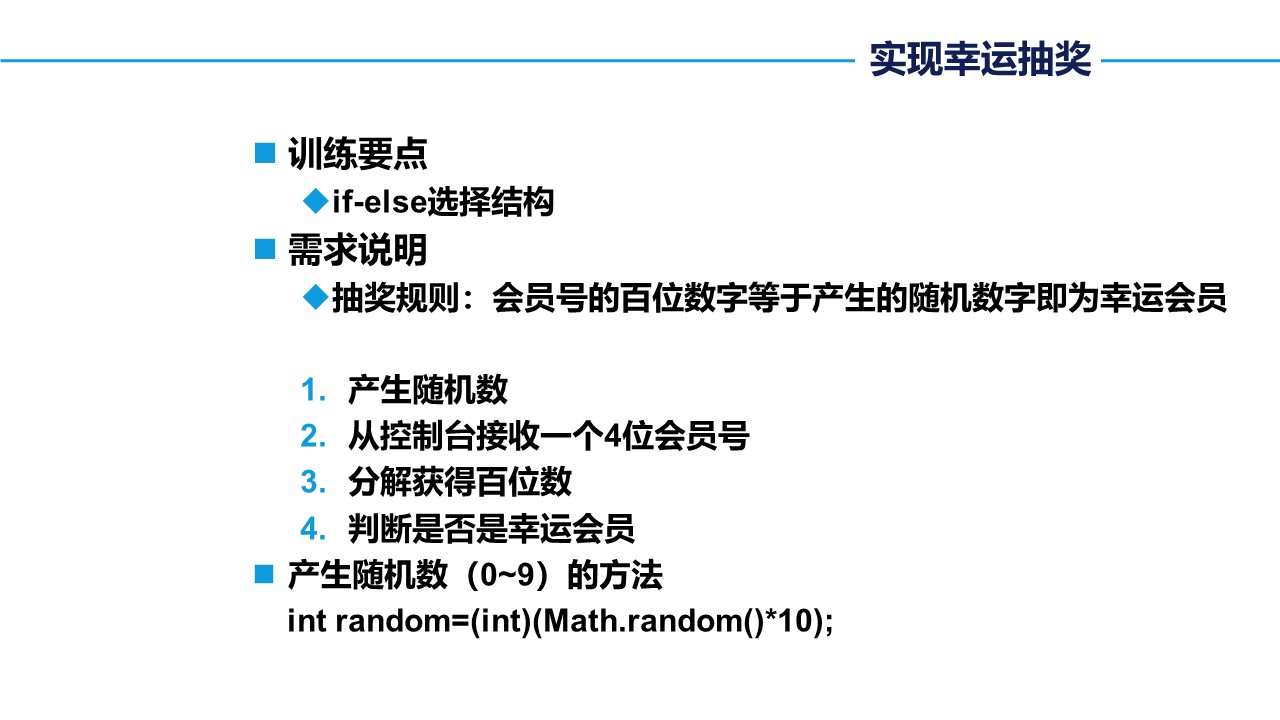 实现幸运抽奖
训练要点
if-else选择结构
需求说明
抽奖规则：会员号的百位数字等于产生的随机数字即为幸运会员
1. 产生随机数
2. 从控制台接收一个4位会员号
3. 分解获得百位数
4. 判断是否是幸运会员
产生随机数（0~9）的方法
int random=(int)(Math.random()*10);